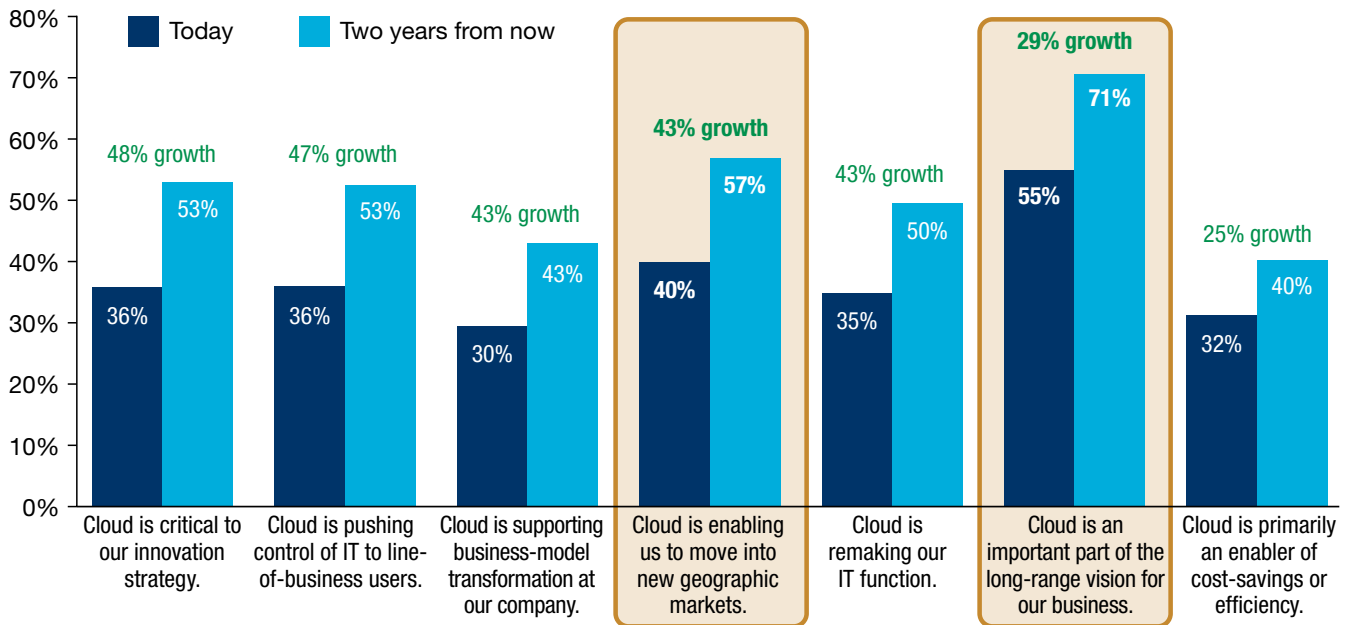 80%
70%
60%
50%
40%
30%
20%
10%
0%
Today
Two years from now
48% growth
36%
53%
Cloud is critical to
our innovation
strategy.
47% growth
36%
53%
Cloud is pushing
control of IT to line-
of-business users.
43% growth
30%
43%
Cloud is supporting
business-model
transformation at
our company.
43% growth
40%
57%
Cloud is enabling
us to move into
new geographic
markets.
43% growth
35%
50%
Cloud is
remaking our
IT function.
29% growth
55%
71%
Cloud is an
important part of the
long-range vision for
our business.
25% growth
32%
40%
Cloud is primarily
an enabler of
cost-savings or
efficiency.